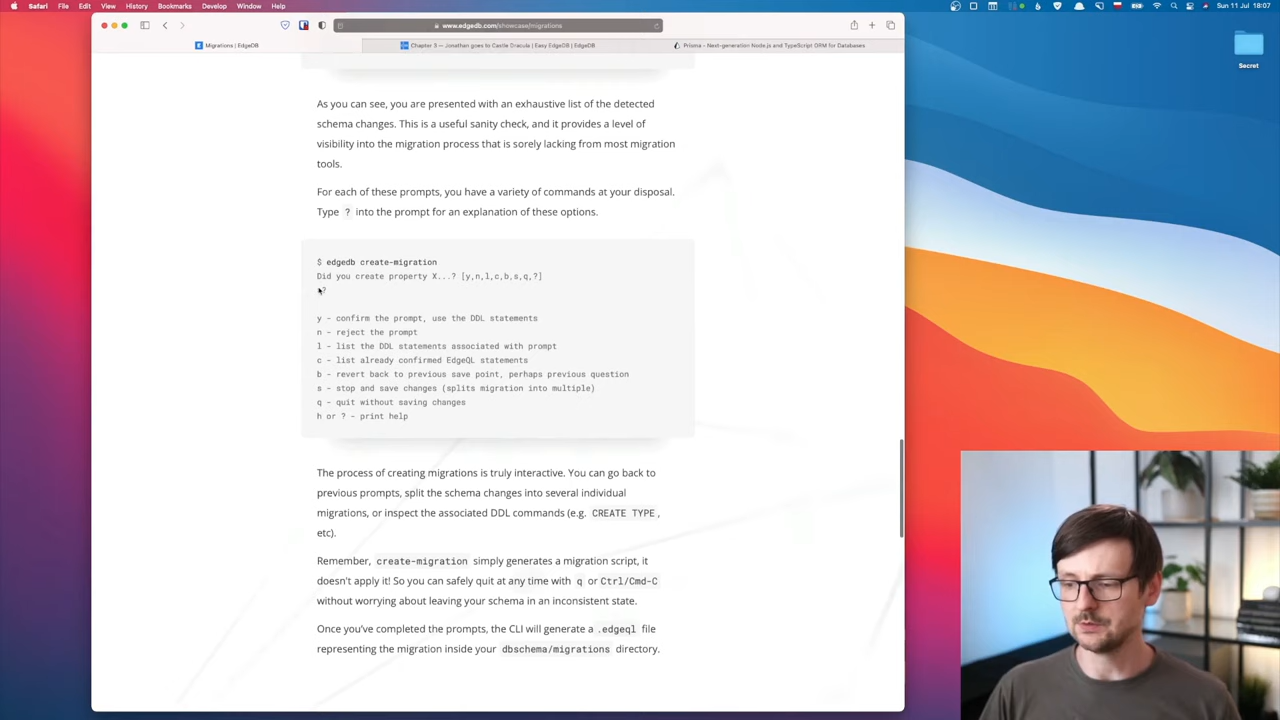 Safari File Edit View History Bookmarks Develop Window Help
Sun 11 Jul 18:07
www.edgedb.com/showcase/migrations
Migrations | EdgeDB
Chapter 3 — Jonathan goes to Castle Dracula | Easy EdgeDB | EdgeDB
Prisma - Next-generation Node.js and TypeScript ORM for Databases
Secret
As you can see, you are presented with an exhaustive list of the detected
schema changes. This is a useful sanity check, and it provides a level of
visibility into the migration process that is sorely lacking from most migration
tools.
For each of these prompts, you have a variety of commands at your disposal.
Type ? into the prompt for an explanation of these options.
$ edgedb create-migration
Did you create property X...? [y,n,l,c,b,s,q,?]
?
y - confirm the prompt, use the DDL statements
n - reject the prompt
l - list the DDL statements associated with prompt
c - list already confirmed EdgeQL statements
b - revert back to previous save point, perhaps previous question
s - stop and save changes (splits migration into multiple)
q - quit without saving changes
h or ? - print help
The process of creating migrations is truly interactive. You can go back to
previous prompts, split the schema changes into several individual
migrations, or inspect the associated DDL commands (e.g. CREATE TYPE,
etc).
Remember, create-migration simply generates a migration script, it
doesn't apply it! So you can safely quit at any time with q or Ctrl/Cmd-C
without worrying about leaving your schema in an inconsistent state.
Once you've completed the prompts, the CLI will generate a .edgeql file
representing the migration inside your dbschema/migrations directory.